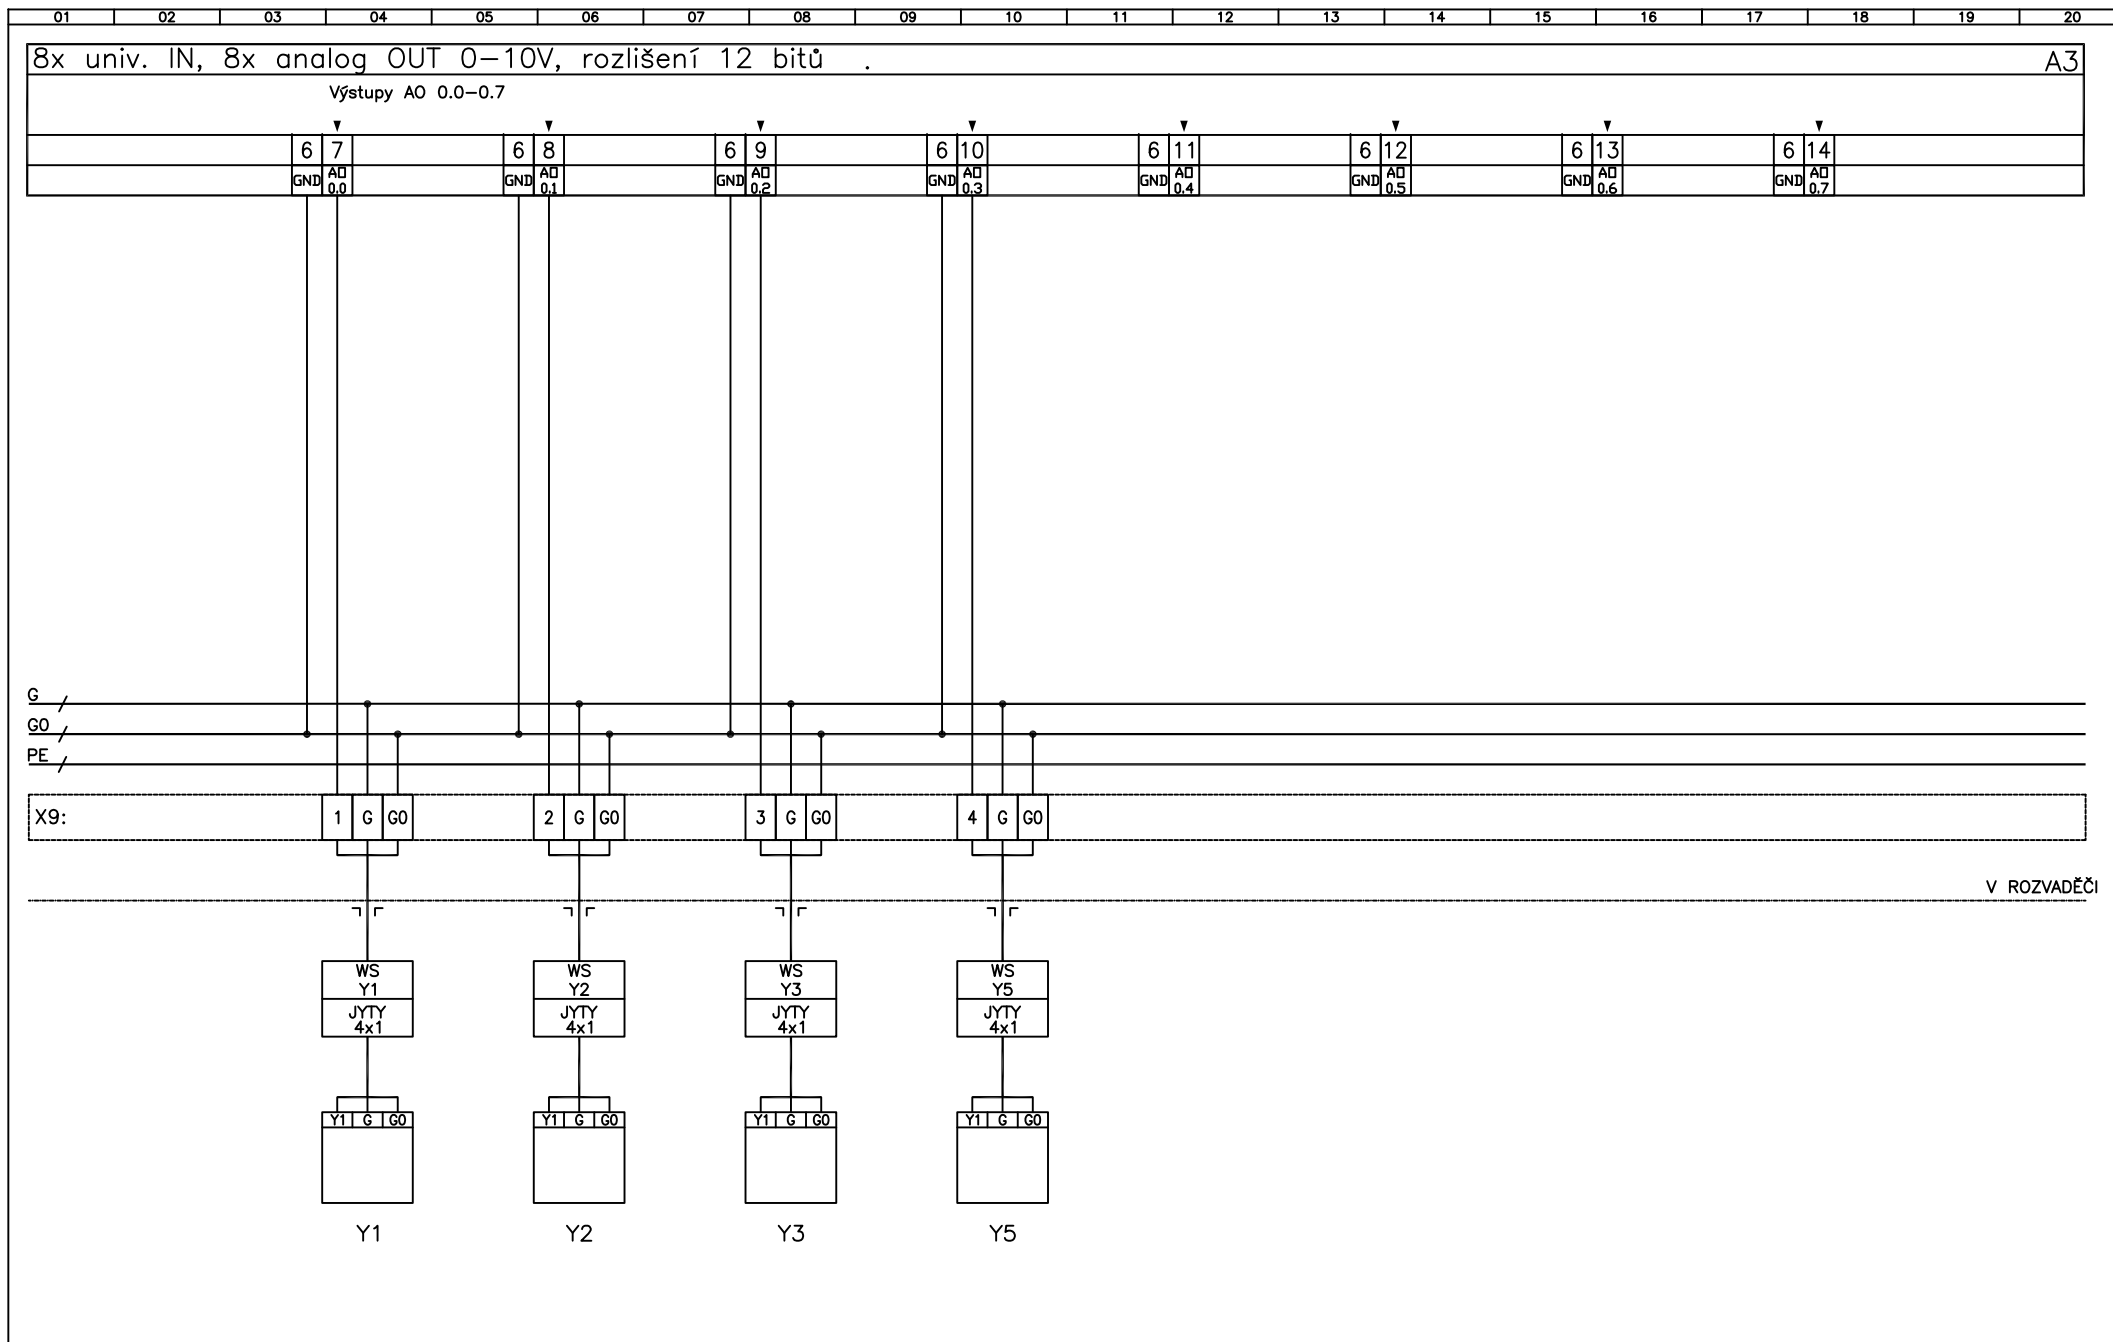 01 02 03 04 05 06 07 08 09 10 11 12 13 14 15 16 17 18 19 20
8x univ. IN, 8x analog OUT 0-10V, rozlišení 12 bitů . A3
Výstupy AO 0.0-0.7
6 7 6 8 6 9 6 10 6 11 6 12 6 13 6 14
GND AO 0.0 GND AO 0.1 GND AO 0.2 GND AO 0.3 GND AO 0.4 GND AO 0.5 GND AO 0.6 GND AO 0.7
G
G0
PE
X9: 1 G G0 2 G G0 3 G G0 4 G G0
V ROZVADĚČI
WS WS WS WS
Y1 Y2 Y3 Y5
JYTY JYTY JYTY JYTY
4x1 4x1 4x1 4x1
Y1 G G0 Y1 G G0 Y1 G G0 Y1 G G0
Y1 Y2 Y3 Y5